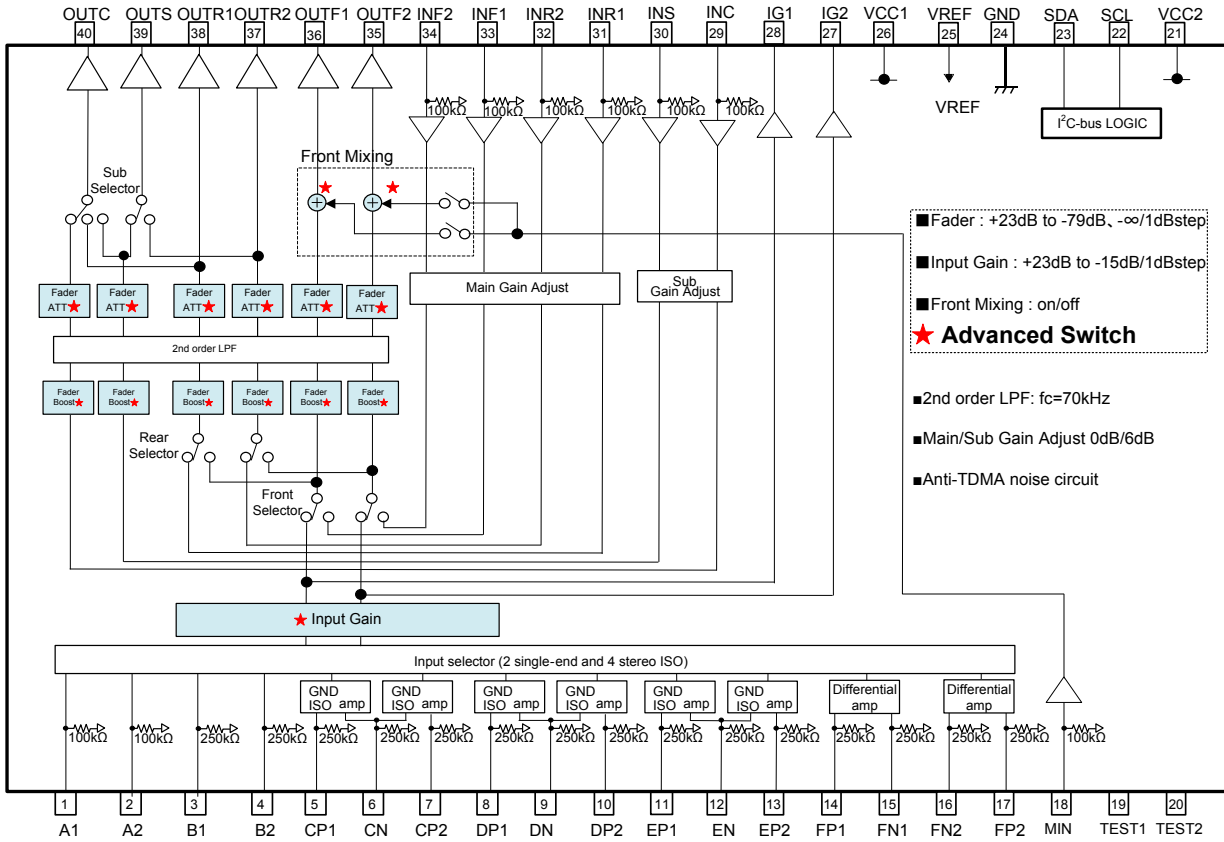 OUTC OUTS OUTR1 OUTR2 OUTF1 OUTF2 INF2 INF1 INR2 INR1 INS INC IG1 IG2 VCC1 VREF GND SDA SCL VCC2
40 39 38 37 36 35 34 33 32 31 30 29 28 27 26 25 24 23 22 21
100kΩ 100kΩ 100kΩ 100kΩ 100kΩ 100kΩ
VREF
I²C-bus LOGIC
Front Mixing
Sub
Selector
■Fader : +23dB to -79dB、-∞/1dBstep
■Input Gain : +23dB to -15dB/1dBstep
■Front Mixing : on/off
★ Advanced Switch
Main Gain Adjust
Sub
Gain Adjust
Fader Fader Fader Fader Fader Fader
ATT★ ATT★ ATT★ ATT★ ATT★ ATT★
2nd order LPF
Fader Fader Fader Fader Fader Fader
Boost★ Boost★ Boost★ Boost★ Boost★ Boost★
■2nd order LPF: fc=70kHz
■Main/Sub Gain Adjust 0dB/6dB
■Anti-TDMA noise circuit
Rear
Selector
Front
Selector
★ Input Gain
Input selector (2 single-end and 4 stereo ISO)
GND GND GND GND GND GND Differential Differential
ISO amp ISO amp ISO amp ISO amp ISO amp ISO amp amp amp
100kΩ 100kΩ 250kΩ 250kΩ 250kΩ 250kΩ 250kΩ 250kΩ 250kΩ 250kΩ 250kΩ 250kΩ 250kΩ 250kΩ 250kΩ 250kΩ 250kΩ 100kΩ
1 2 3 4 5 6 7 8 9 10 11 12 13 14 15 16 17 18 19 20
A1 A2 B1 B2 CP1 CN CP2 DP1 DN DP2 EP1 EN EP2 FP1 FN1 FN2 FP2 MIN TEST1 TEST2